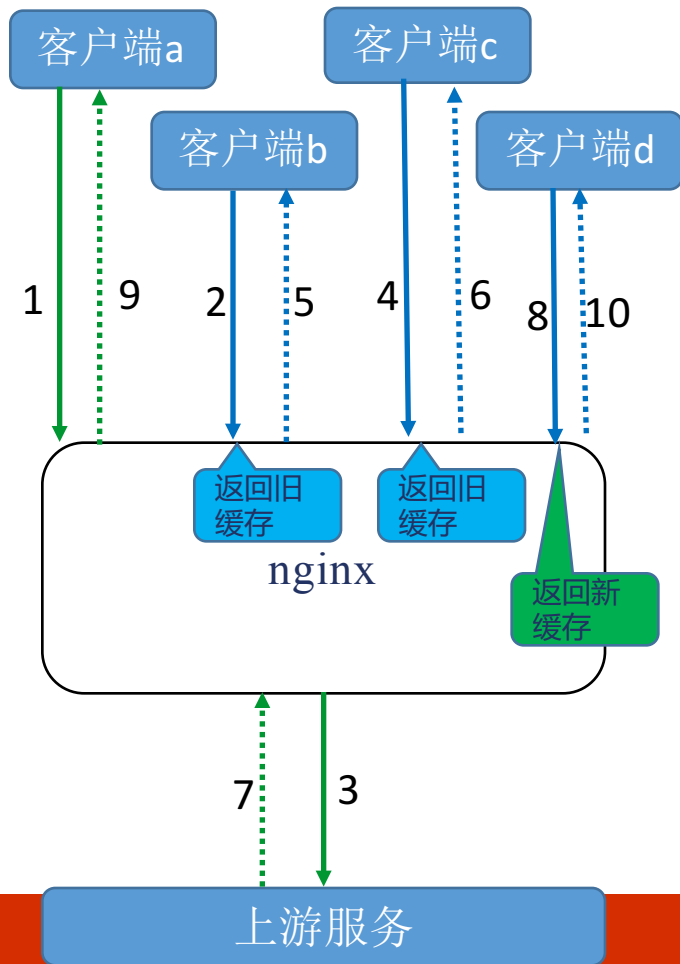 客户端a
客户端c
客户端b
客户端d
1
9
2
5
4
6
8
10
返回旧
缓存
返回旧
缓存
nginx
返回新
缓存
7
3
上游服务